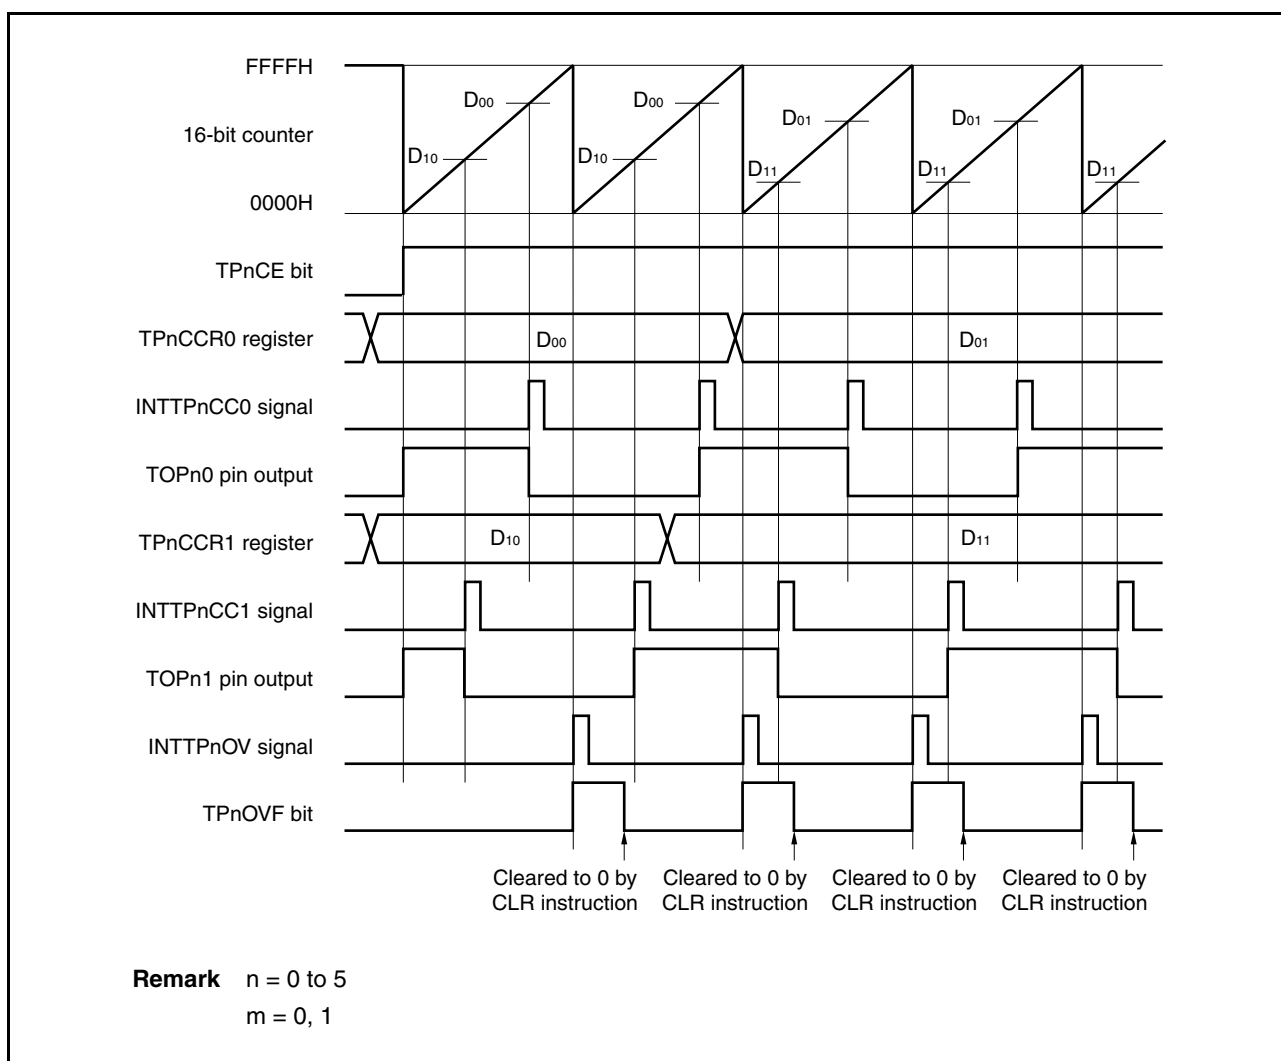 FFFFH
D00 D00
D01 D01
16-bit counter
D10 D10
D11 D11 D11
0000H
TPnCE bit
TPnCCR0 register
D00 D01
INTTPnCC0 signal
TOPn0 pin output
TPnCCR1 register
D10 D11
INTTPnCC1 signal
TOPn1 pin output
INTTPnOV signal
TPnOVF bit
Cleared to 0 by
CLR instruction
Cleared to 0 by
CLR instruction
Cleared to 0 by
CLR instruction
Cleared to 0 by
CLR instruction
Remark n = 0 to 5
m = 0, 1